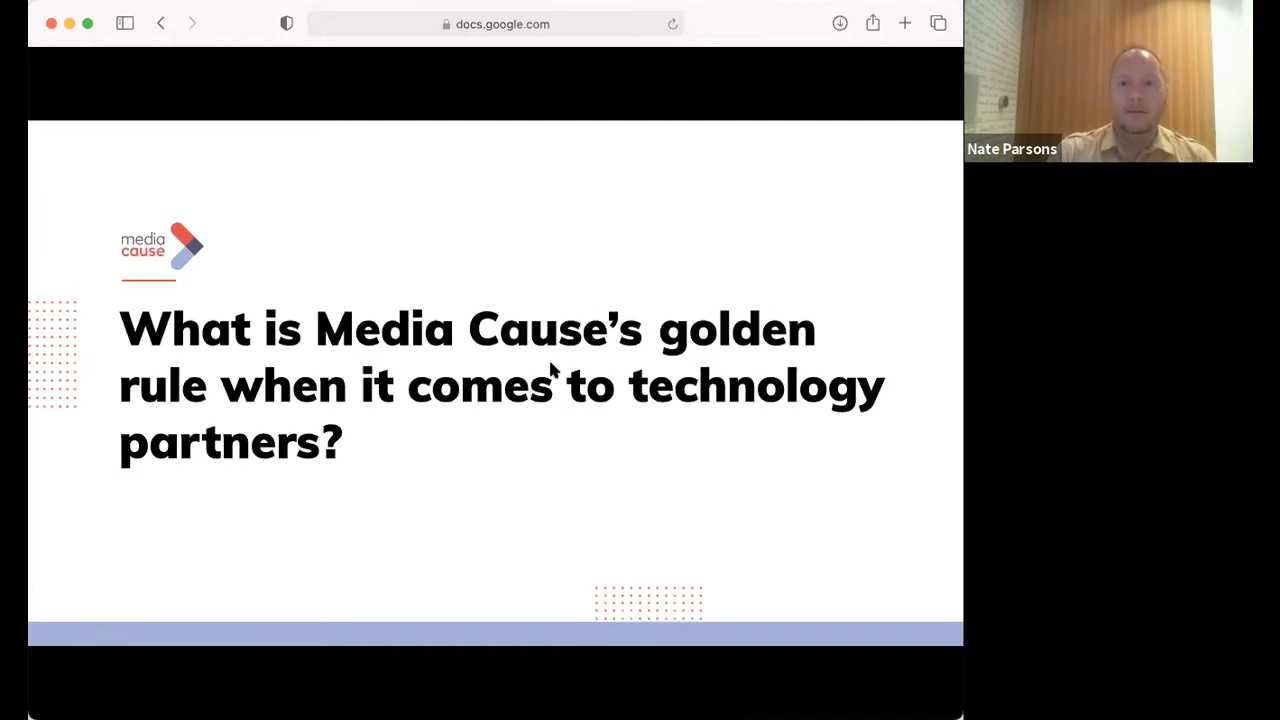 docs.google.com
Nate Parsons
media
cause
What is Media Cause’s golden
rule when it comes to technology
partners?